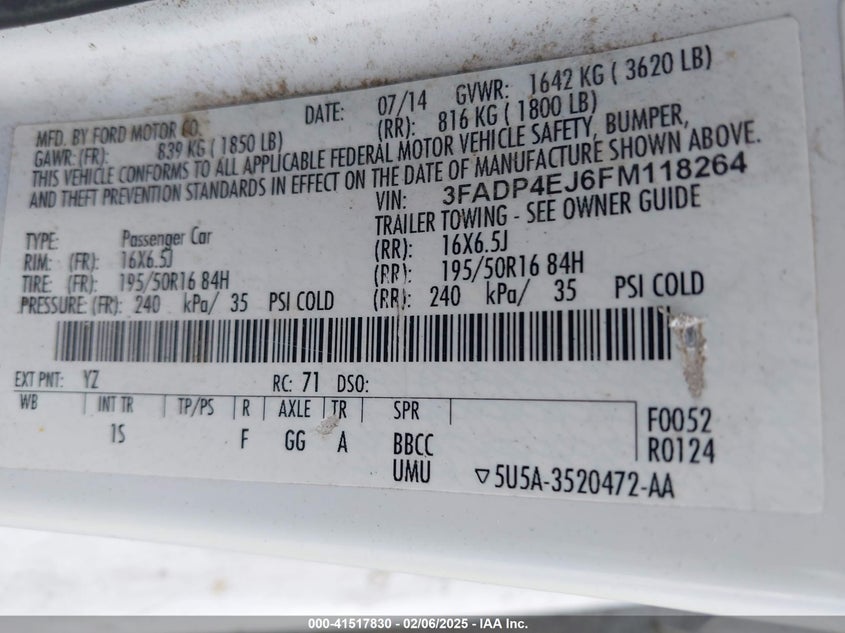 MFD. BY FORD MOTOR CO. DATE: 07/14 GVWR: 1642 KG ( 3620 LB)
GAWR: (FR): 839 KG ( 1850 LB) (RR): 816 KG ( 1800 LB)
THIS VEHICLE CONFORMS TO ALL APPLICABLE FEDERAL MOTOR VEHICLE SAFETY, BUMPER,
AND THEFT PREVENTION STANDARDS IN EFFECT ON THE DATE OF MANUFACTURE SHOWN ABOVE.
VIN: 3FADP4EJ6FM118264
TYPE: Passenger Car TRAILER TOWING - SEE OWNER GUIDE
RIM: (FR): 16X6.5J (RR): 16X6.5J
TIRE: (FR): 195/50R16 84H (RR): 195/50R16 84H
PRESSURE: (FR): 240 kPa/ 35 PSI COLD (RR): 240 kPa/ 35 PSI COLD
EXT PNT: YZ RC: 71 DSO:
WB INT TR TP/PS R AXLE TR SPR F0052
1S F GG A BBCC R0124
UMU ▽5U5A-3520472-AA
000-41517830 - 02/06/2025 - IAA Inc.